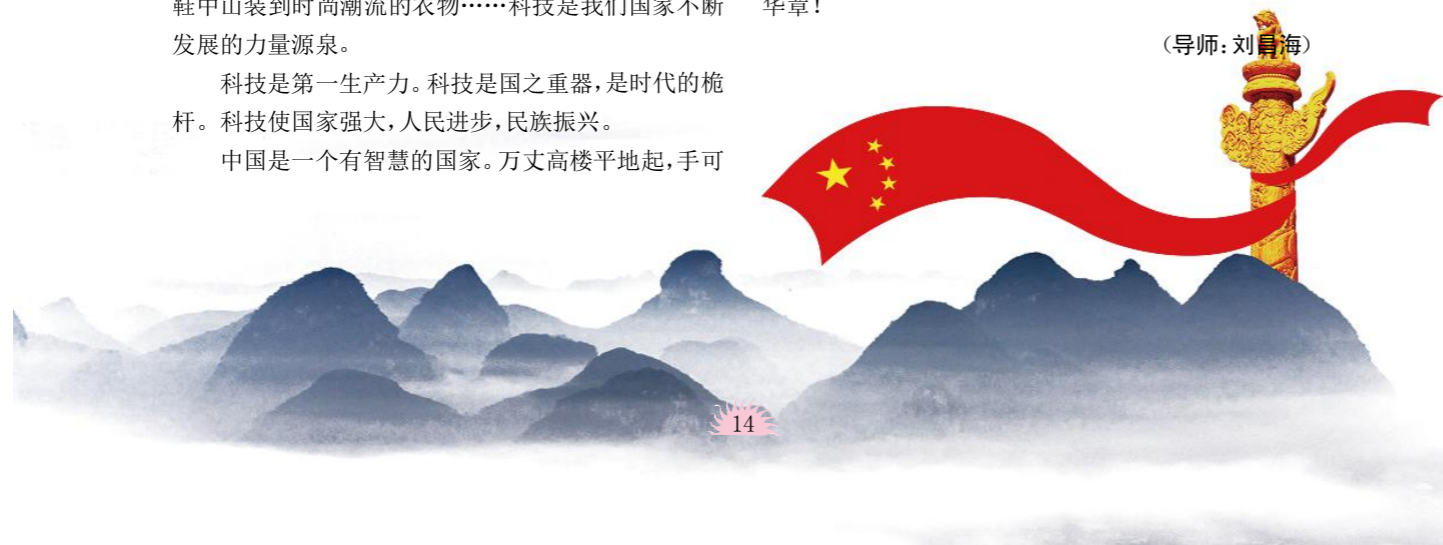 鞋中山装到时尚潮流的衣物……科技是我们国家不断
发展的力量源泉。
科技是第一生产力。科技是国之重器,是时代的桅
杆。科技使国家强大,人民进步,民族振兴。
中国是一个有智慧的国家。万丈高楼平地起,手可
华章!
(导师:刘昌海)
14